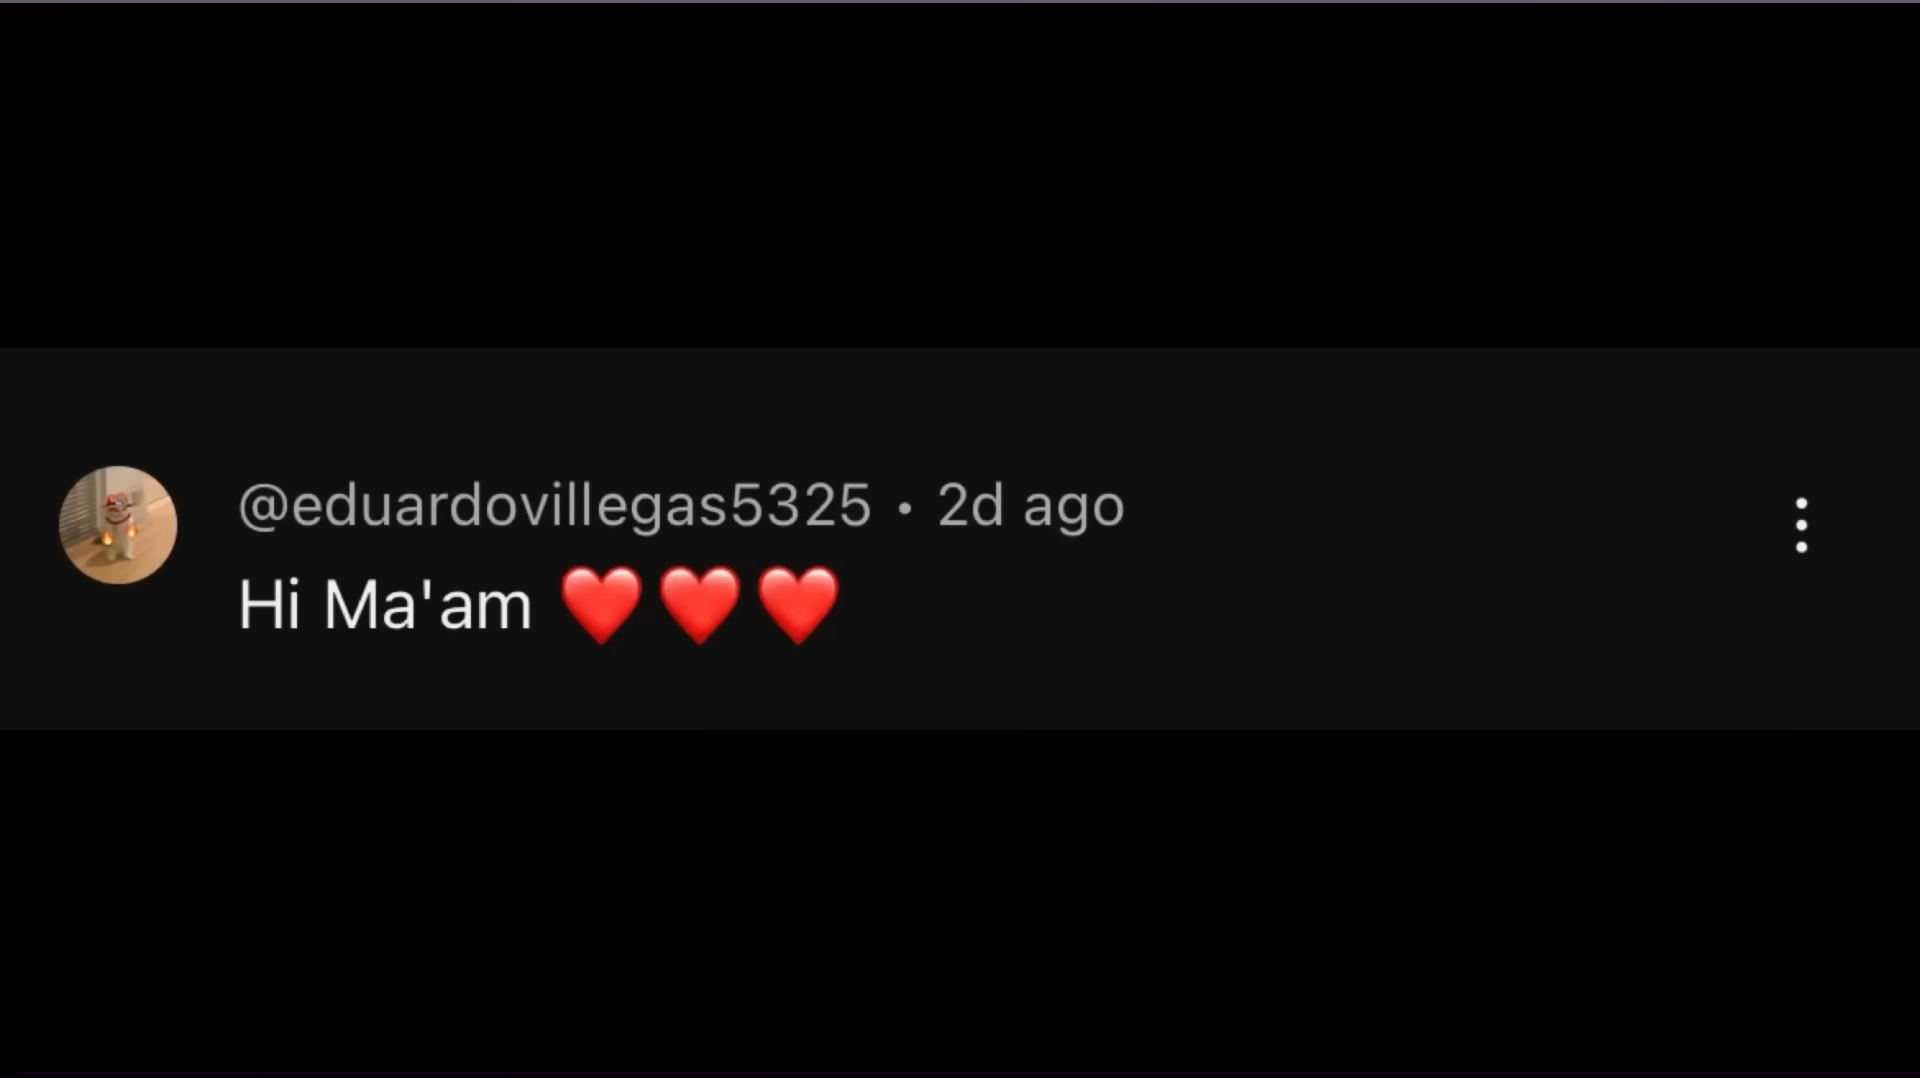 @eduardovillegas5325 • 2d ago
Hi Ma'am ❤️❤️❤️